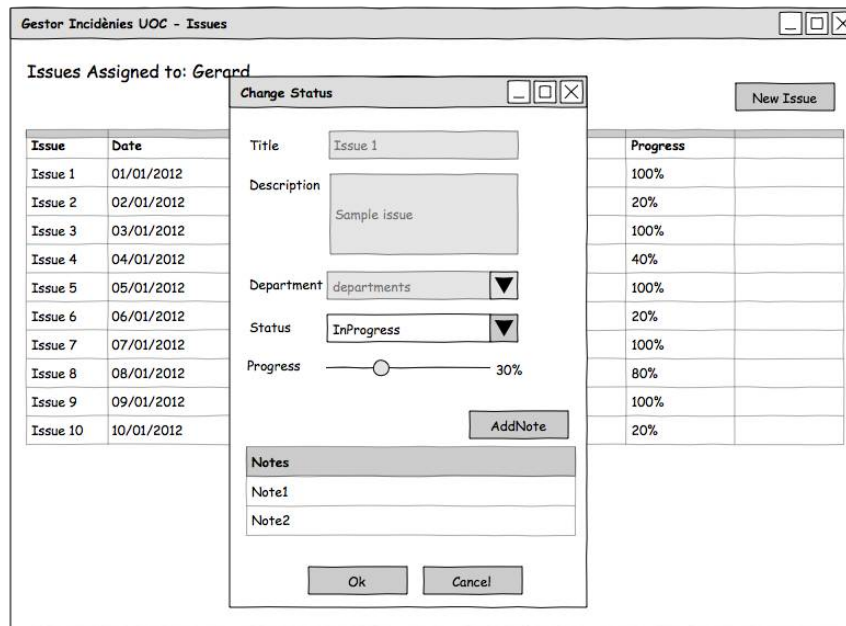 Gestor Incidènies UOC - Issues
Issues Assigned to: Gerard
New Issue
Issue Date Progress
Issue 1 01/01/2012 100%
Issue 2 02/01/2012 20%
Issue 3 03/01/2012 100%
Issue 4 04/01/2012 40%
Issue 5 05/01/2012 100%
Issue 6 06/01/2012 20%
Issue 7 07/01/2012 100%
Issue 8 08/01/2012 80%
Issue 9 09/01/2012 100%
Issue 10 10/01/2012 20%
Change Status
Title Issue 1
Description Sample issue
Department departments
Status InProgress
Progress 30%
AddNote
Notes
Note1
Note2
Ok Cancel